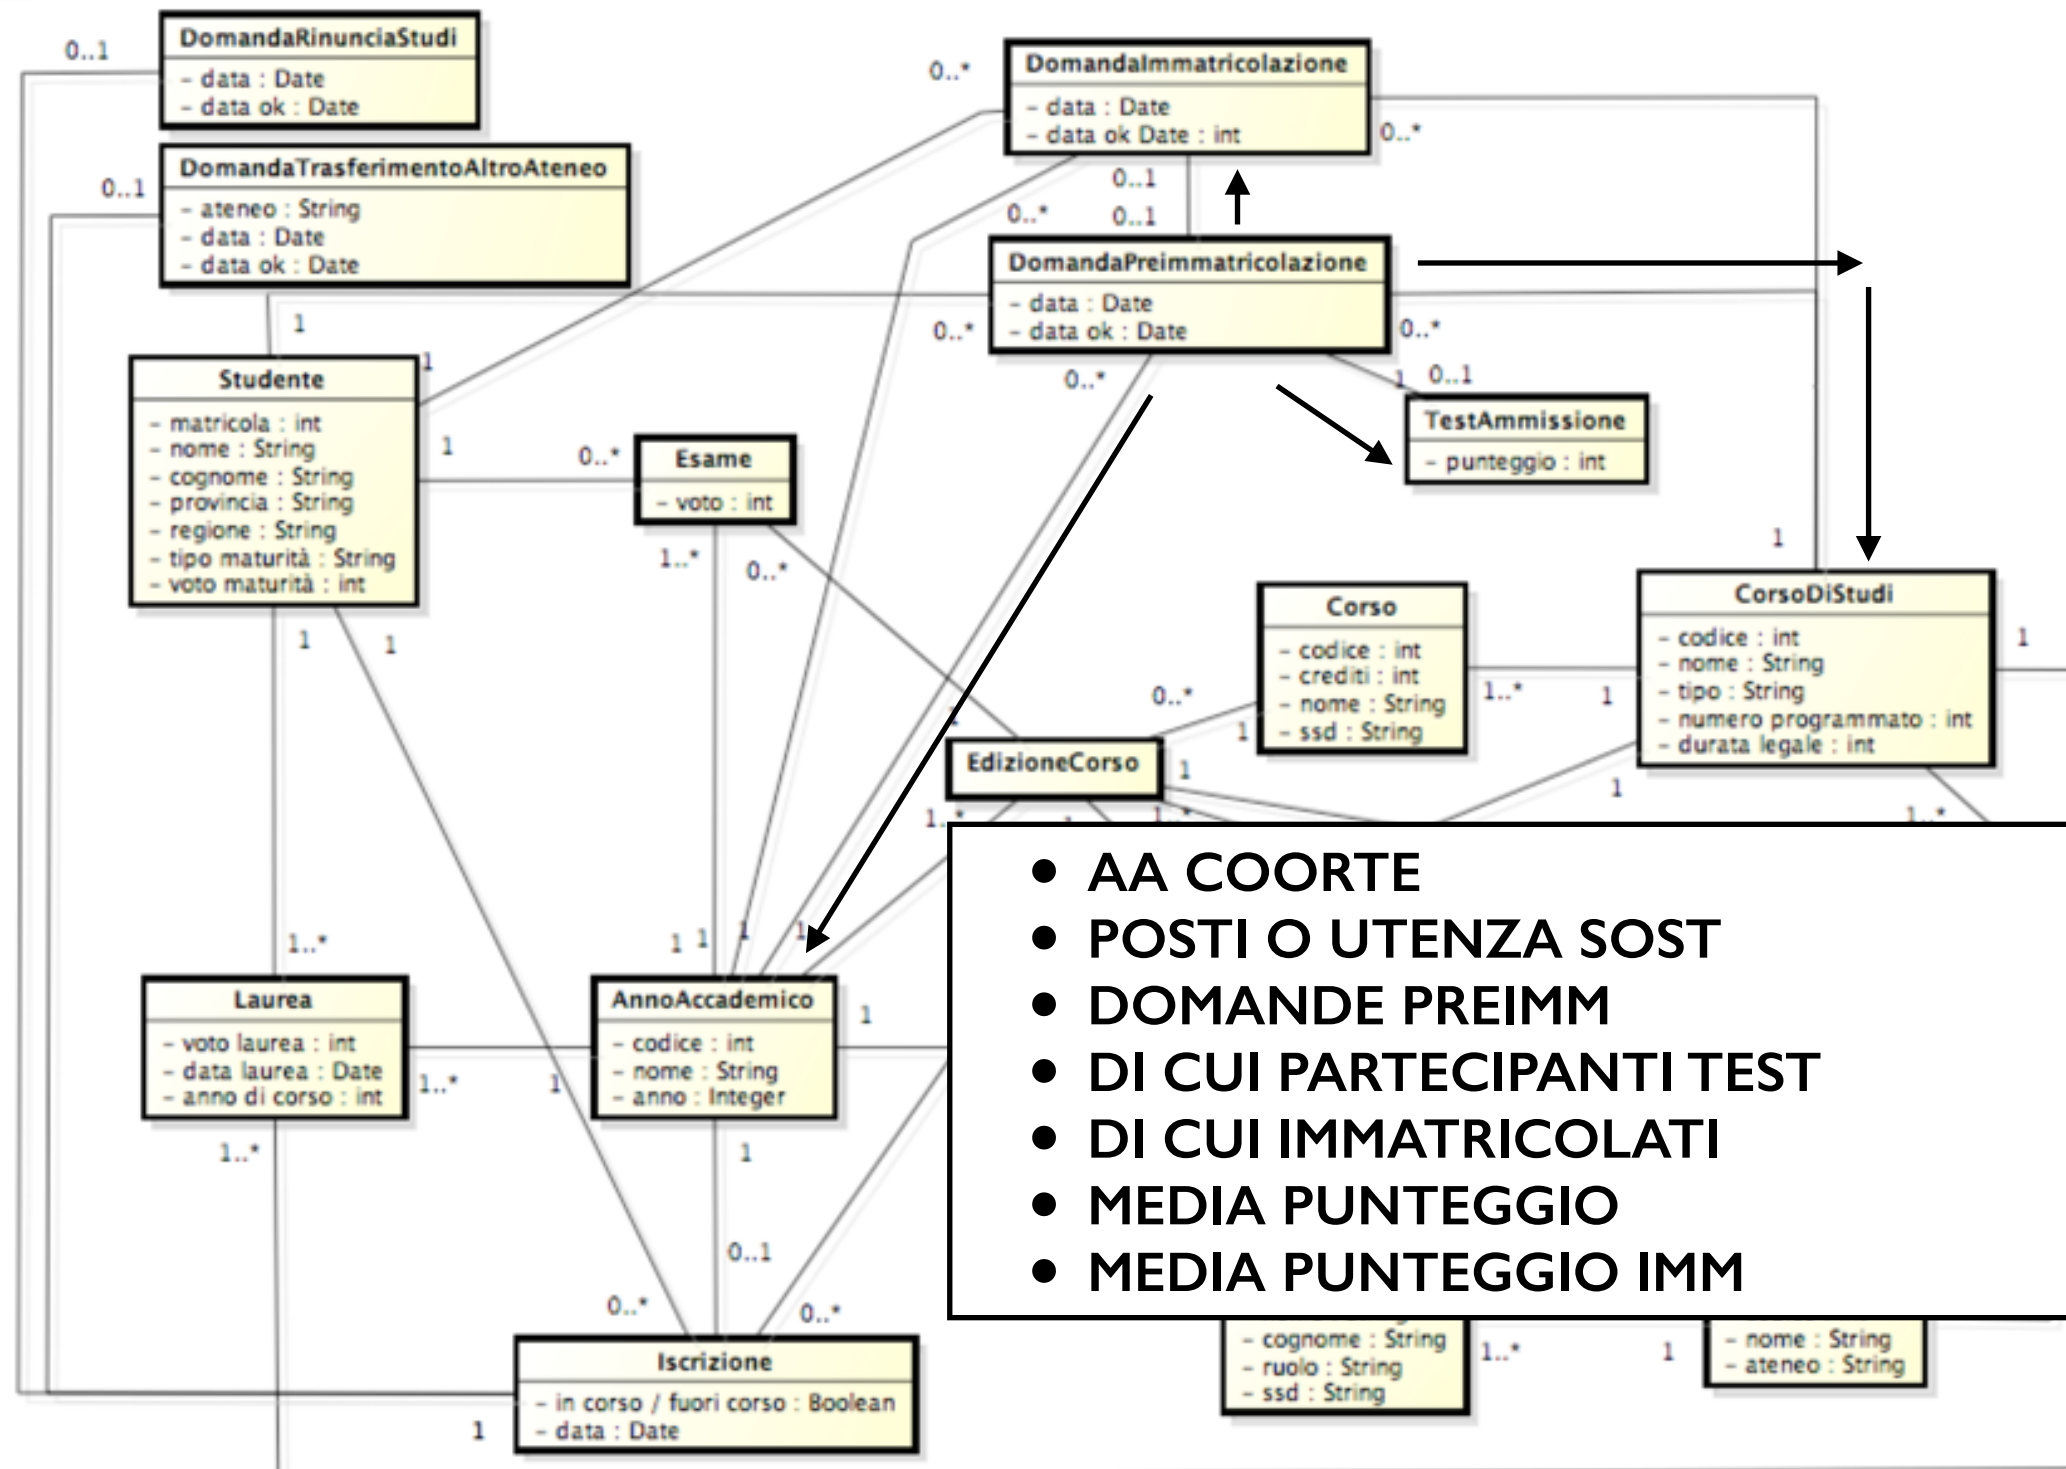 DomandaRinunciaStudi
- data : Date
- data ok : Date
0..1
DomandaTrasferimentoAltroAteneo
- ateneo : String
- data : Date
- data ok : Date
0..1
DomandaImmatricolazione
- data : Date
- data ok Date : int
0..*
0..*
0..1
0..*
0..1
DomandaPreimmatricolazione
- data : Date
- data ok : Date
0..*
0..*
0..*
1
1
Studente
- matricola : int
- nome : String
- cognome : String
- provincia : String
- regione : String
- tipo maturità : String
- voto maturità : int
1
0..*
Esame
- voto : int
1..*
0..*
1
0..1
TestAmmissione
- punteggio : int
1
Corso
- codice : int
- crediti : int
- nome : String
- ssd : String
0..*
1
1..*
1
CorsoDiStudi
- codice : int
- nome : String
- tipo : String
- numero programmato : int
- durata legale : int
1
1
1..*
1
1
1
EdizioneCorso
1
1..*
1..*
• AA COORTE
• POSTI O UTENZA SOST
• DOMANDE PREIMM
• DI CUI PARTECIPANTI TEST
• DI CUI IMMATRICOLATI
• MEDIA PUNTEGGIO
• MEDIA PUNTEGGIO IMM
1..*
1 1 1 1
Laurea
- voto laurea : int
- data laurea : Date
- anno di corso : int
1..*
1
1..*
AnnoAccademico
- codice : int
- nome : String
- anno : Integer
1
1
0..1
0..*
0..*
Iscrizione
- in corso / fuori corso : Boolean
- data : Date
1
- cognome : String
- ruolo : String
- ssd : String
1..*
1
- nome : String
- ateneo : String